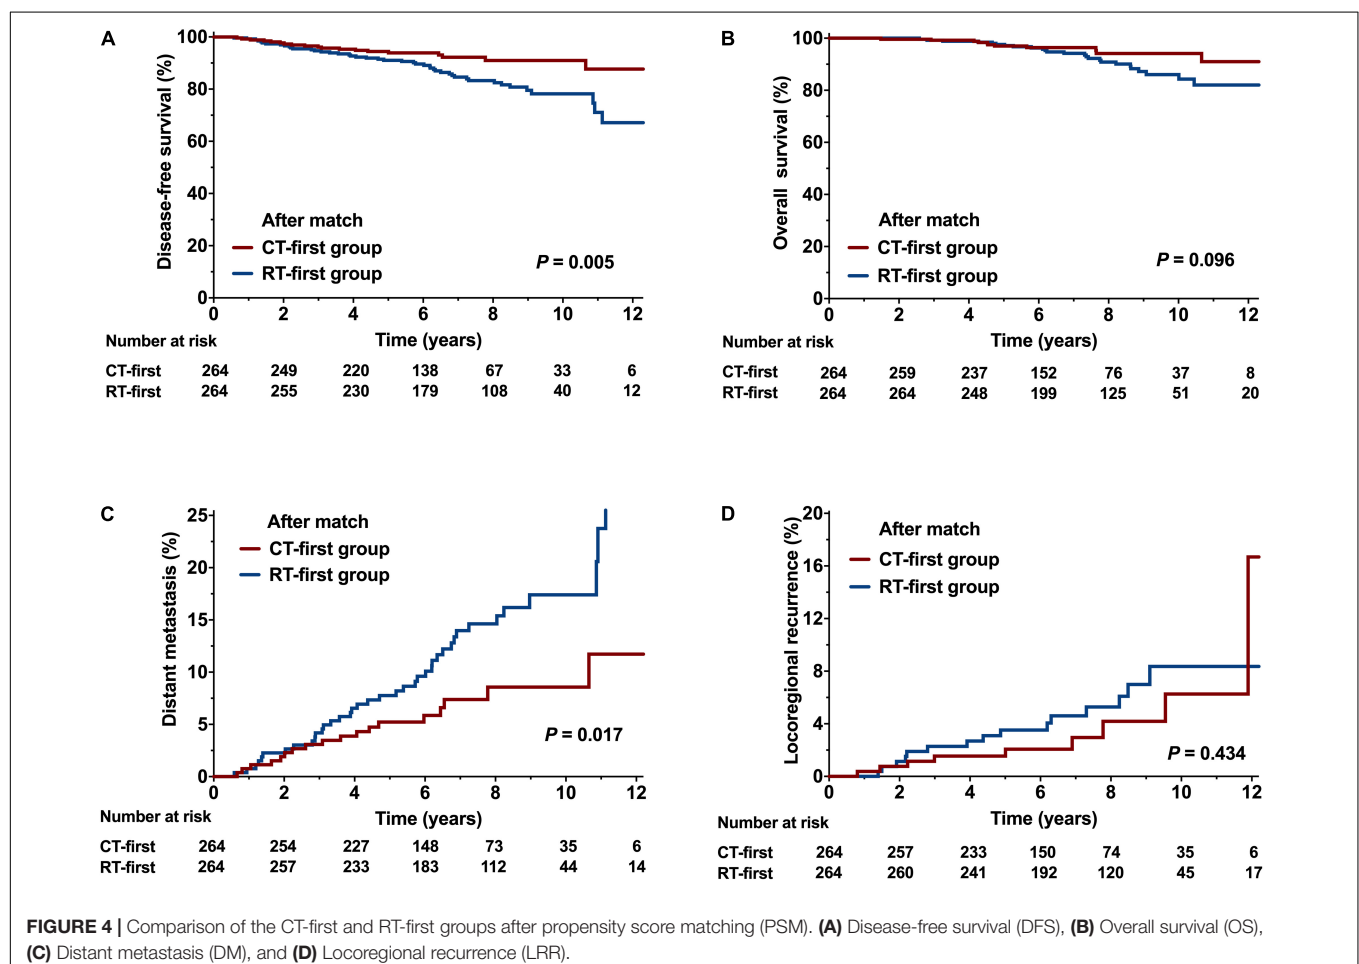 A
100
80
60
40
20
0
Disease-free survival (%)
After match
CT-first group
RT-first group
P = 0.005
0 2 4 6 8 10 12
Number at risk
Time (years)
CT-first 264 249 220 138 67 33 6
RT-first 264 255 230 179 108 40 12
B
100
80
60
40
20
0
Overall survival (%)
After match
CT-first group
RT-first group
P = 0.096
0 2 4 6 8 10 12
Number at risk
Time (years)
CT-first 264 259 237 152 76 37 8
RT-first 264 264 248 199 125 51 20
C
25
20
15
10
5
0
Distant metastasis (%)
After match
CT-first group
RT-first group
P = 0.017
0 2 4 6 8 10 12
Number at risk
Time (years)
CT-first 264 254 227 148 73 35 6
RT-first 264 257 233 183 112 44 14
D
20
16
12
8
4
0
Locoregional recurrence (%)
After match
CT-first group
RT-first group
P = 0.434
0 2 4 6 8 10 12
Number at risk
Time (years)
CT-first 264 257 233 150 74 35 6
RT-first 264 260 241 192 120 45 17
FIGURE 4 | Comparison of the CT-first and RT-first groups after propensity score matching (PSM). (A) Disease-free survival (DFS), (B) Overall survival (OS),
(C) Distant metastasis (DM), and (D) Locoregional recurrence (LRR).